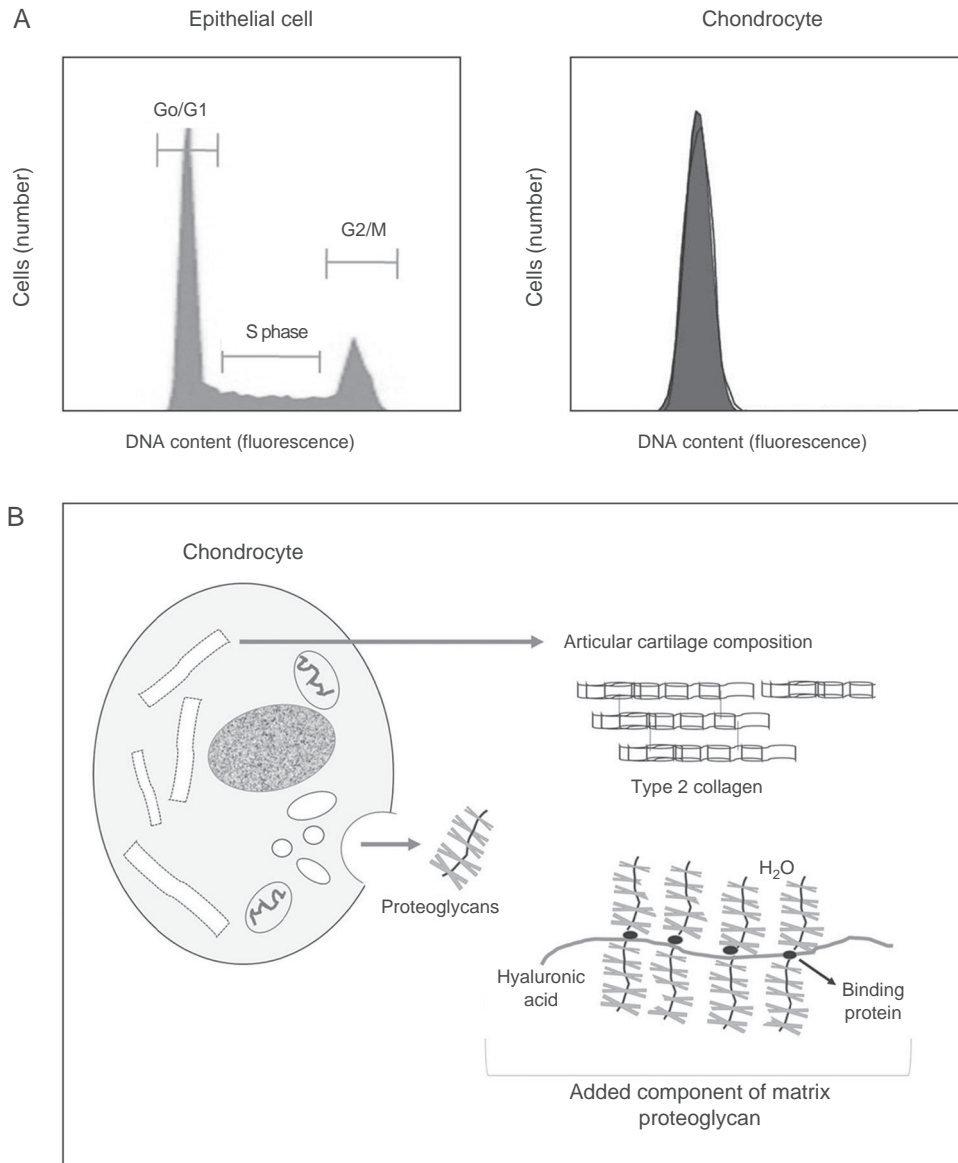 A
Epithelial cell
Chondrocyte
Go/G1
G2/M
S phase
Cells (number)
Cells (number)
DNA content (fluorescence)
DNA content (fluorescence)
B
Chondrocyte
Articular cartilage composition
Type 2 collagen
Proteoglycans
H₂O
Hyaluronic
acid
Binding
protein
Added component of matrix
proteoglycan